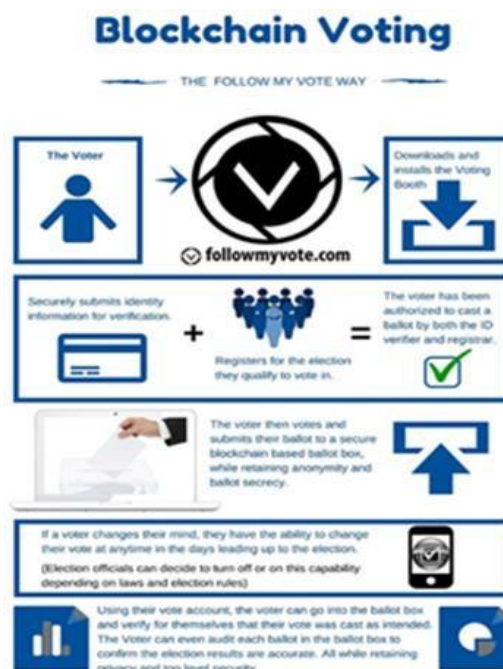 Blockchain Voting
THE FOLLOW MY VOTE WAY
The Voter
followmyvote.com
Downloads and
installs the Voting
Booth
Securely submits identity
information for verification.
+
Registers for the election
they qualify to vote in.
=
The voter has been
authorized to cast a
ballot by both the ID
verifier and registrar.
The voter then votes and
submits their ballot to a secure
blockchain based ballot box,
while retaining anonymity and
ballot secrecy.
If a voter changes their mind, they have the ability to change
their vote at anytime in the days leading up to the election.
(Election officials can decide to turn off or on this capability
depending on laws and election rules)
Using their vote account, the voter can go into the ballot box
and verify for themselves that their vote was cast as intended.
The Voter can even audit each ballot in the ballot box to
confirm the election results are accurate. All while retaining
privacy and top level security.